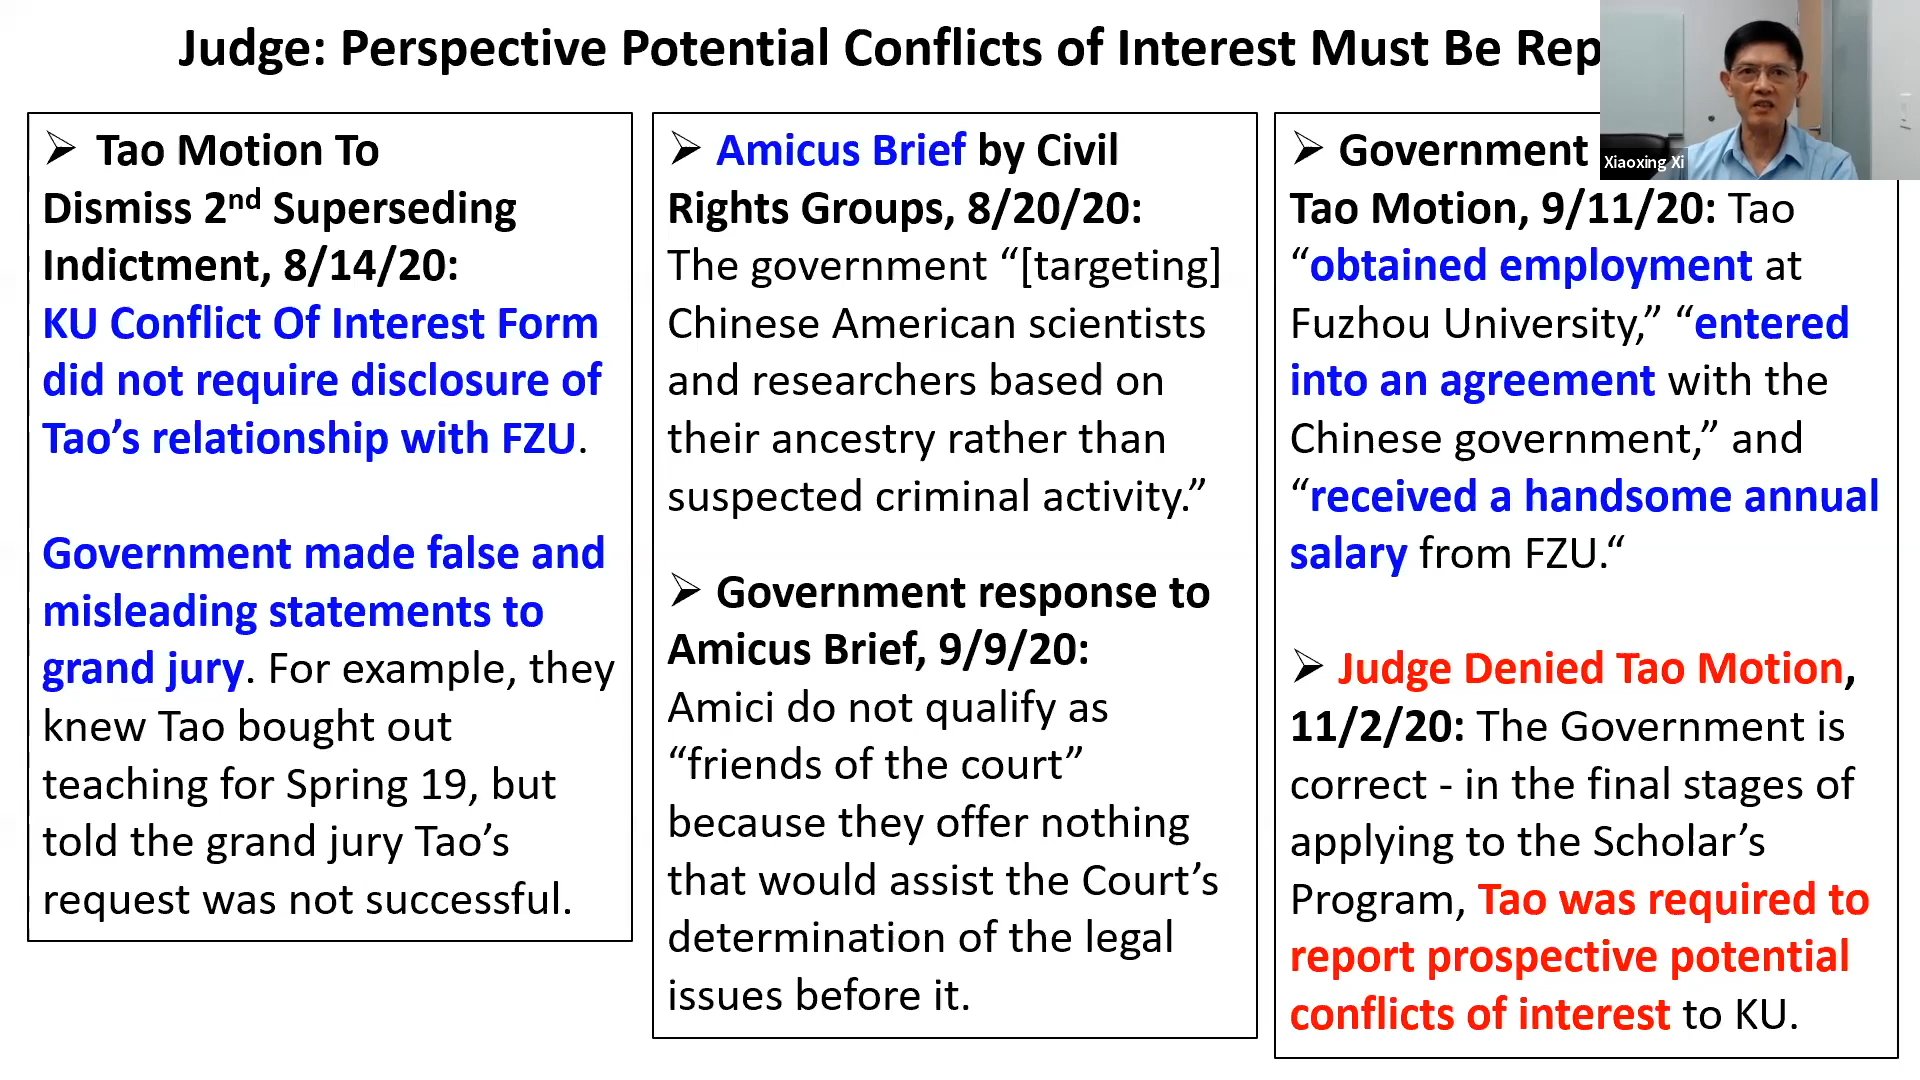 Judge: Perspective Potential Conflicts of Interest Must Be Rep
Xiaoxing Xi
➢ Tao Motion To
Dismiss 2nd Superseding
Indictment, 8/14/20:
KU Conflict Of Interest Form
did not require disclosure of
Tao’s relationship with FZU.
Government made false and
misleading statements to
grand jury. For example, they
knew Tao bought out
teaching for Spring 19, but
told the grand jury Tao’s
request was not successful.
➢ Amicus Brief by Civil
Rights Groups, 8/20/20:
The government “[targeting]
Chinese American scientists
and researchers based on
their ancestry rather than
suspected criminal activity.”
➢ Government response to
Amicus Brief, 9/9/20:
Amici do not qualify as
“friends of the court”
because they offer nothing
that would assist the Court’s
determination of the legal
issues before it.
➢ Government
Tao Motion, 9/11/20: Tao
“obtained employment at
Fuzhou University,” “entered
into an agreement with the
Chinese government,” and
“received a handsome annual
salary from FZU.“
➢ Judge Denied Tao Motion,
11/2/20: The Government is
correct - in the final stages of
applying to the Scholar’s
Program, Tao was required to
report prospective potential
conflicts of interest to KU.